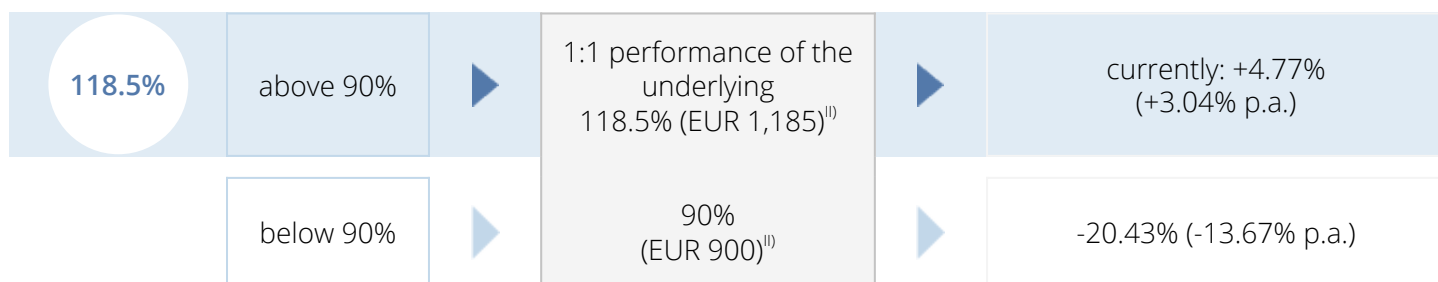 118.5%
above 90%
1:1 performance of the
underlying
118.5% (EUR 1,185)II)
currently: +4.77%
(+3.04% p.a.)
below 90%
90%
(EUR 900)II)
-20.43% (-13.67% p.a.)